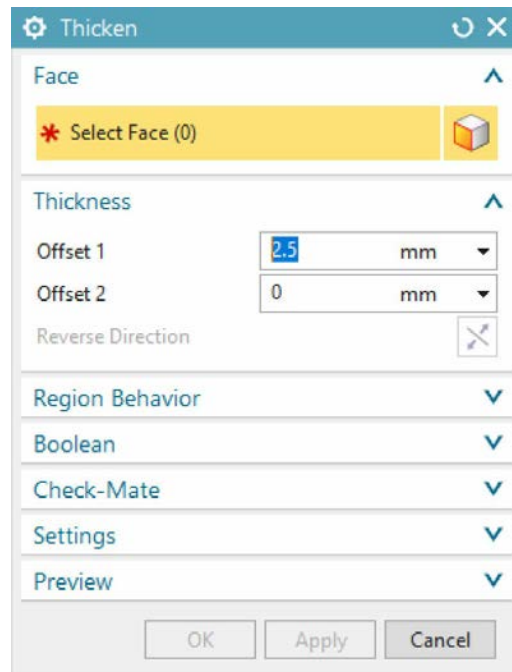 Thicken
Face
* Select Face (0)
Thickness
Offset 1 2.5 mm
Offset 2 0 mm
Reverse Direction
Region Behavior
Boolean
Check-Mate
Settings
Preview
OK Apply Cancel